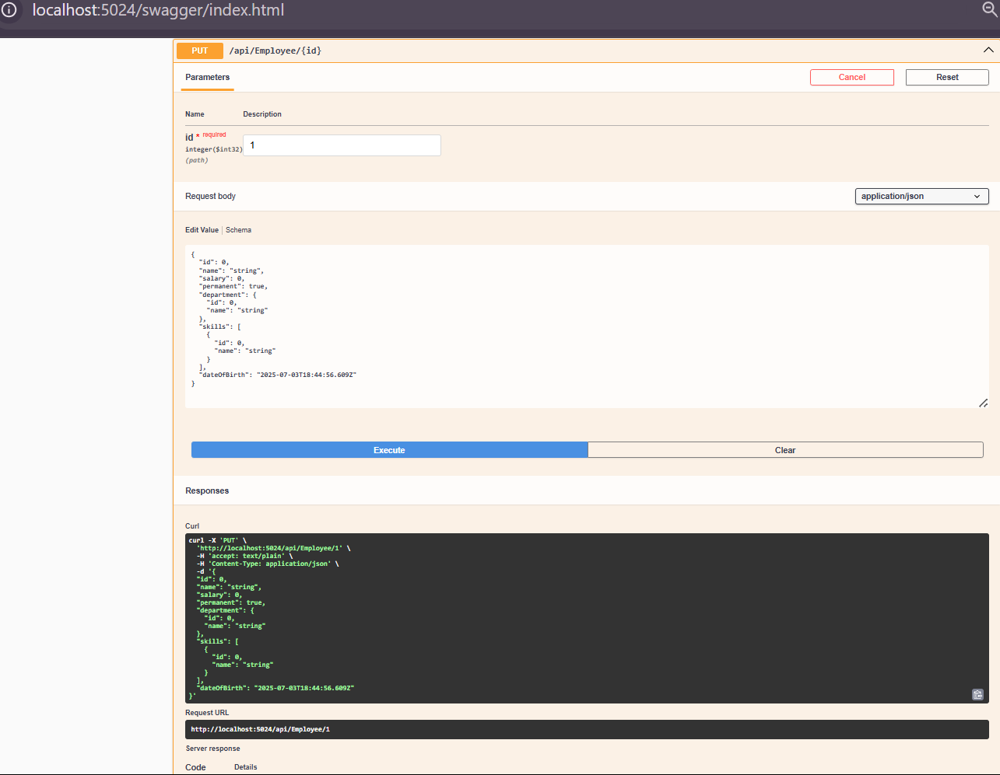 localhost:5024/swagger/index.html
PUT /api/Employee/{id}
Parameters
Cancel
Reset
Name Description
id * required
integer($int32)
(path)
1
Request body
application/json
Edit Value | Schema
{
  "id": 0,
  "name": "string",
  "salary": 0,
  "permanent": true,
  "department": {
    "id": 0,
    "name": "string"
  },
  "skills": [
    {
      "id": 0,
      "name": "string"
    }
  ],
  "dateOfBirth": "2025-07-03T18:44:56.609Z"
}
Execute
Clear
Responses
Curl
curl -X 'PUT' \
  'http://localhost:5024/api/Employee/1' \
  -H 'accept: text/plain' \
  -H 'Content-Type: application/json' \
  -d '{
  "id": 0,
  "name": "string",
  "salary": 0,
  "permanent": true,
  "department": {
    "id": 0,
    "name": "string"
  },
  "skills": [
    {
      "id": 0,
      "name": "string"
    }
  ],
  "dateOfBirth": "2025-07-03T18:44:56.609Z"
}'
Request URL
http://localhost:5024/api/Employee/1
Server response
Code Details